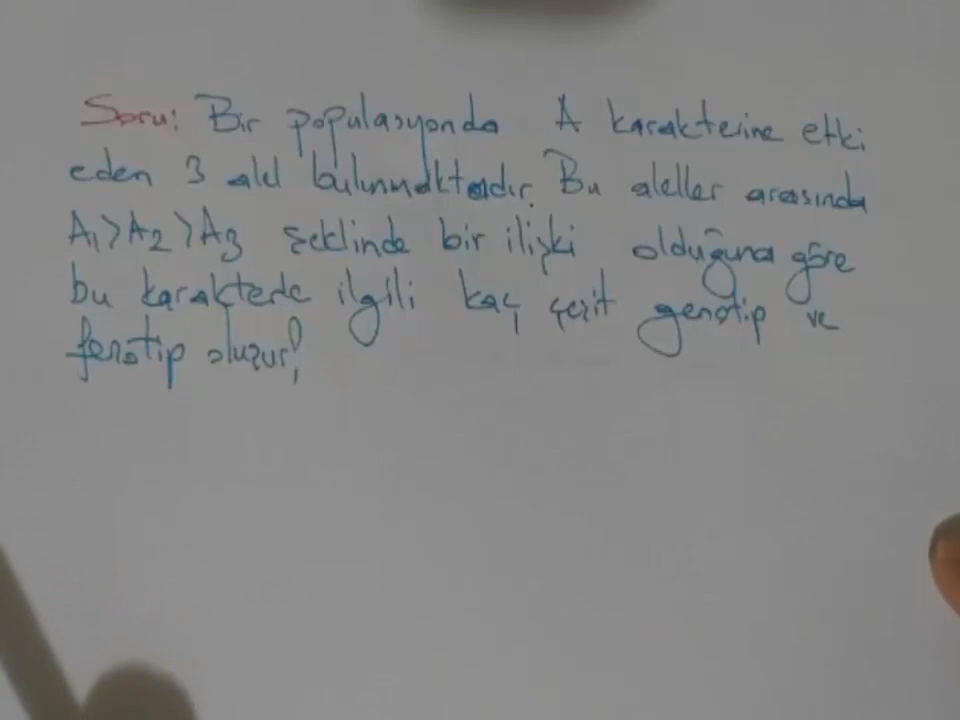 Soru: Bir populasyonda A karakterine etki
eden 3 alel bulunmaktadır. Bu aleller arasında
A1>A2>A3 şeklinde bir ilişki olduğuna göre
bu karakterle ilgili kaç çeşit genotip ve
fenotip oluşur?